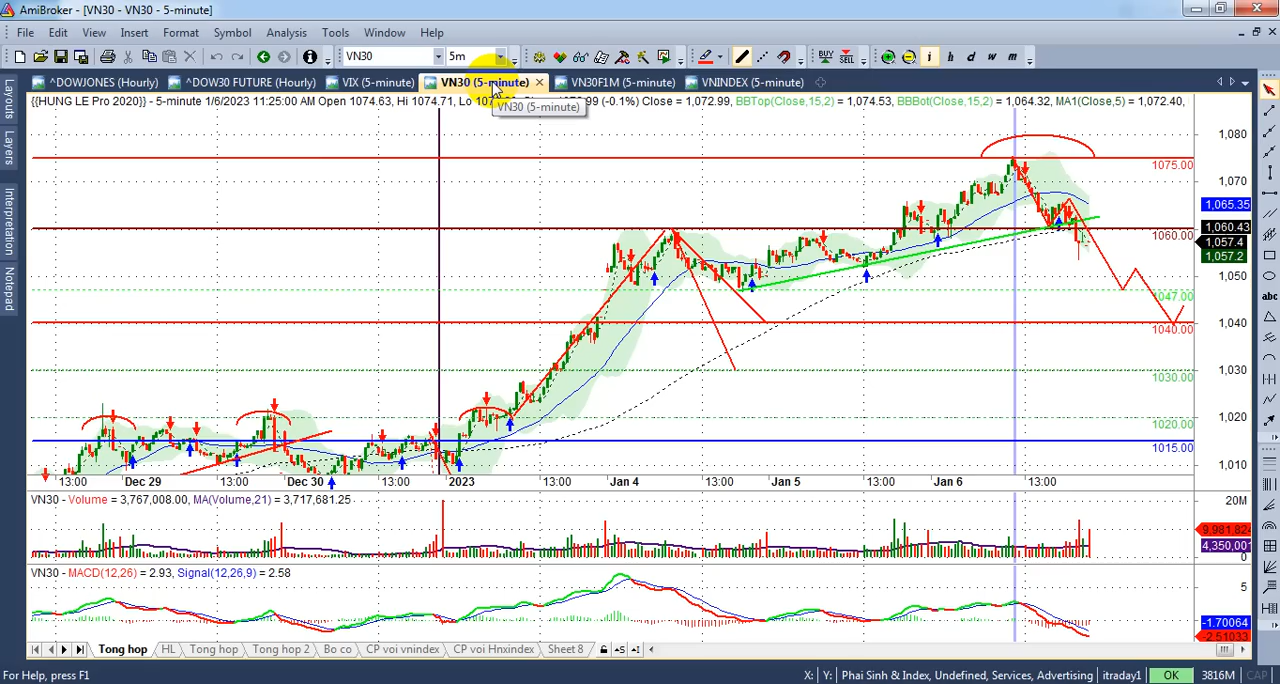 AmiBroker - [VN30 - VN30 - 5-minute]
File Edit View Insert Format Symbol Analysis Tools Window Help
VN30 5m BUY SELL i h d w m
^DOWJONES (Hourly) ^DOW30 FUTURE (Hourly) VIX (5-minute) VN30 (5-minute) VN30F1M (5-minute) VNINDEX (5-minute)
{{HUNG LE Pro 2020}} - 5-minute 1/6/2023 11:25:00 AM Open 1074.63, Hi 1074.71, Lo (-0.1%) Close = 1,072.99, BBTop(Close,15,2) = 1,074.53, BBBot(Close,15,2) = 1,064.32, MA1(Close,5) = 1,072.40,
VN30 (5-minute)
Layouts
Layers
Interpretation
Notepad
1,080
1075.00
1,070
1,065.35
1,060.43
1060.00
1,057.4
1,057.2
1,050
1047.00
1,040
1040.00
1,030
1030.00
1,020
1020.00
1015.00
1,010
abc
13:00 Dec 29 13:00 Dec 30 13:00 2023 13:00 Jan 4 13:00 Jan 5 13:00 Jan 6 13:00
VN30 - Volume = 3,767,008.00, MA(Volume,21) = 3,717,681.25
20M
9,981,824
4,350,001
0
VN30 - MACD(12,26) = 2.93, Signal(12,26,9) = 2.58
5
-1.70064
-2.51033
Tong hop HL Tong hop Tong hop 2 Bo co CP voi vnindex CP voi Hnxindex Sheet 8
For Help, press F1 X: Y: Phai Sinh & Index, Undefined, Services, Advertising itraday1 OK 3816M CAP